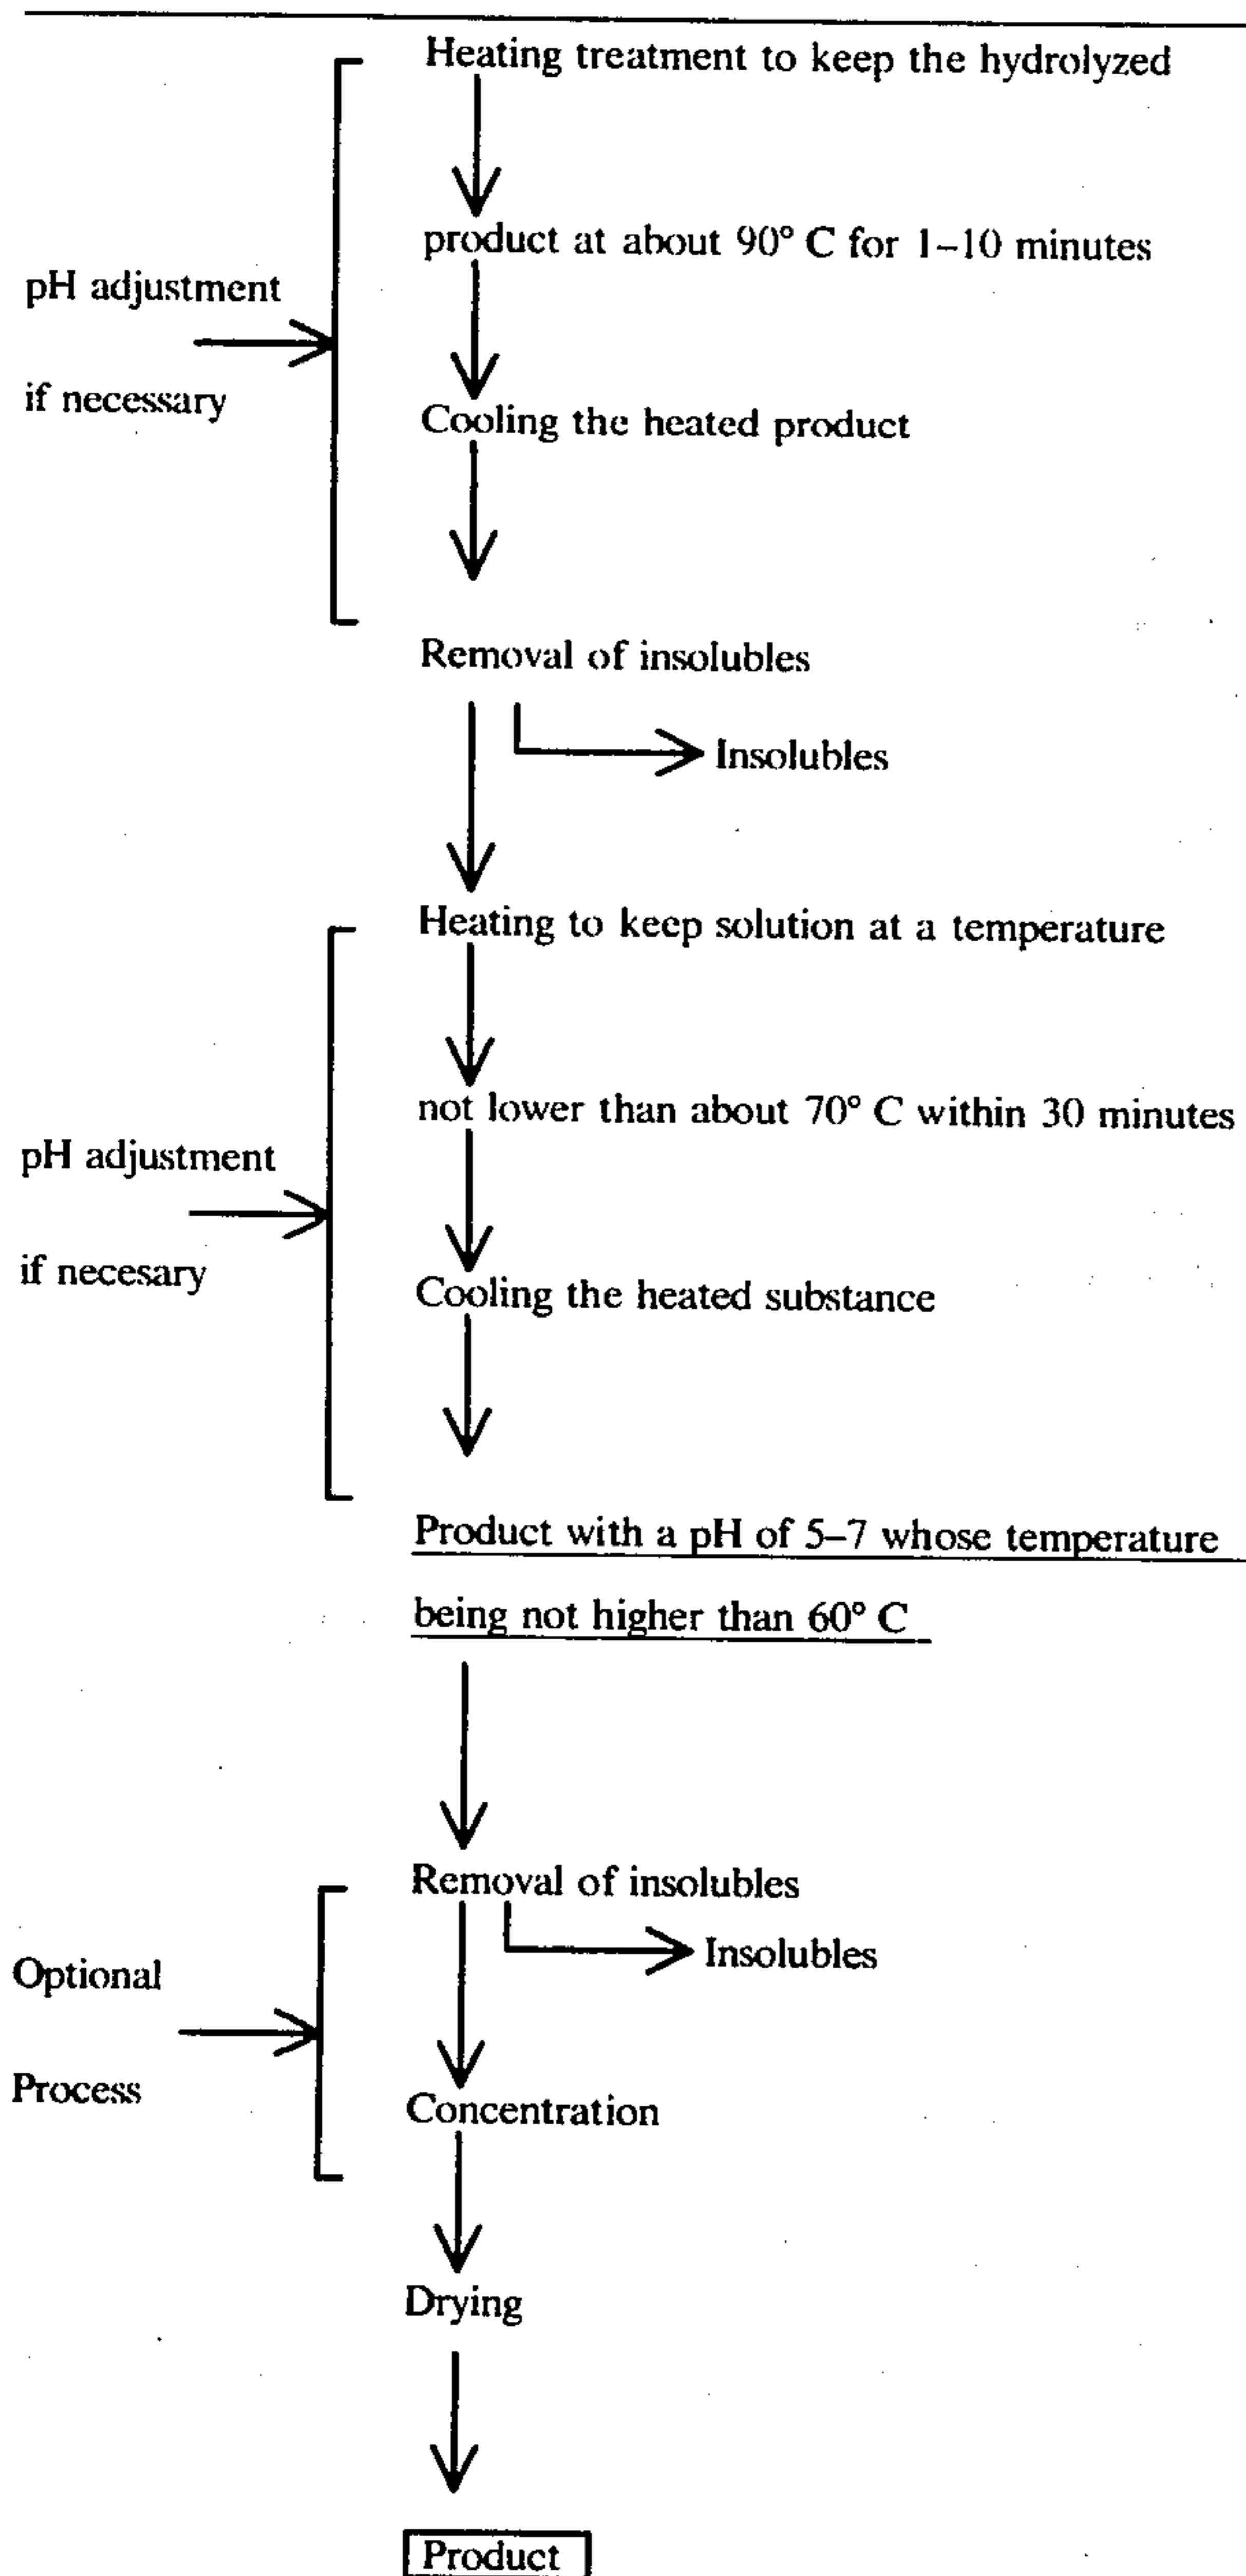 Heating treatment to keep the hydrolyzed
product at about 90° C for 1–10 minutes
pH adjustment
if necessary
Cooling the heated product
Removal of insolubles
Insolubles
Heating to keep solution at a temperature
not lower than about 70° C within 30 minutes
pH adjustment
if necesary
Cooling the heated substance
Product with a pH of 5–7 whose temperature
being not higher than 60° C
Removal of insolubles
Insolubles
Optional
Process
Concentration
Drying
Product